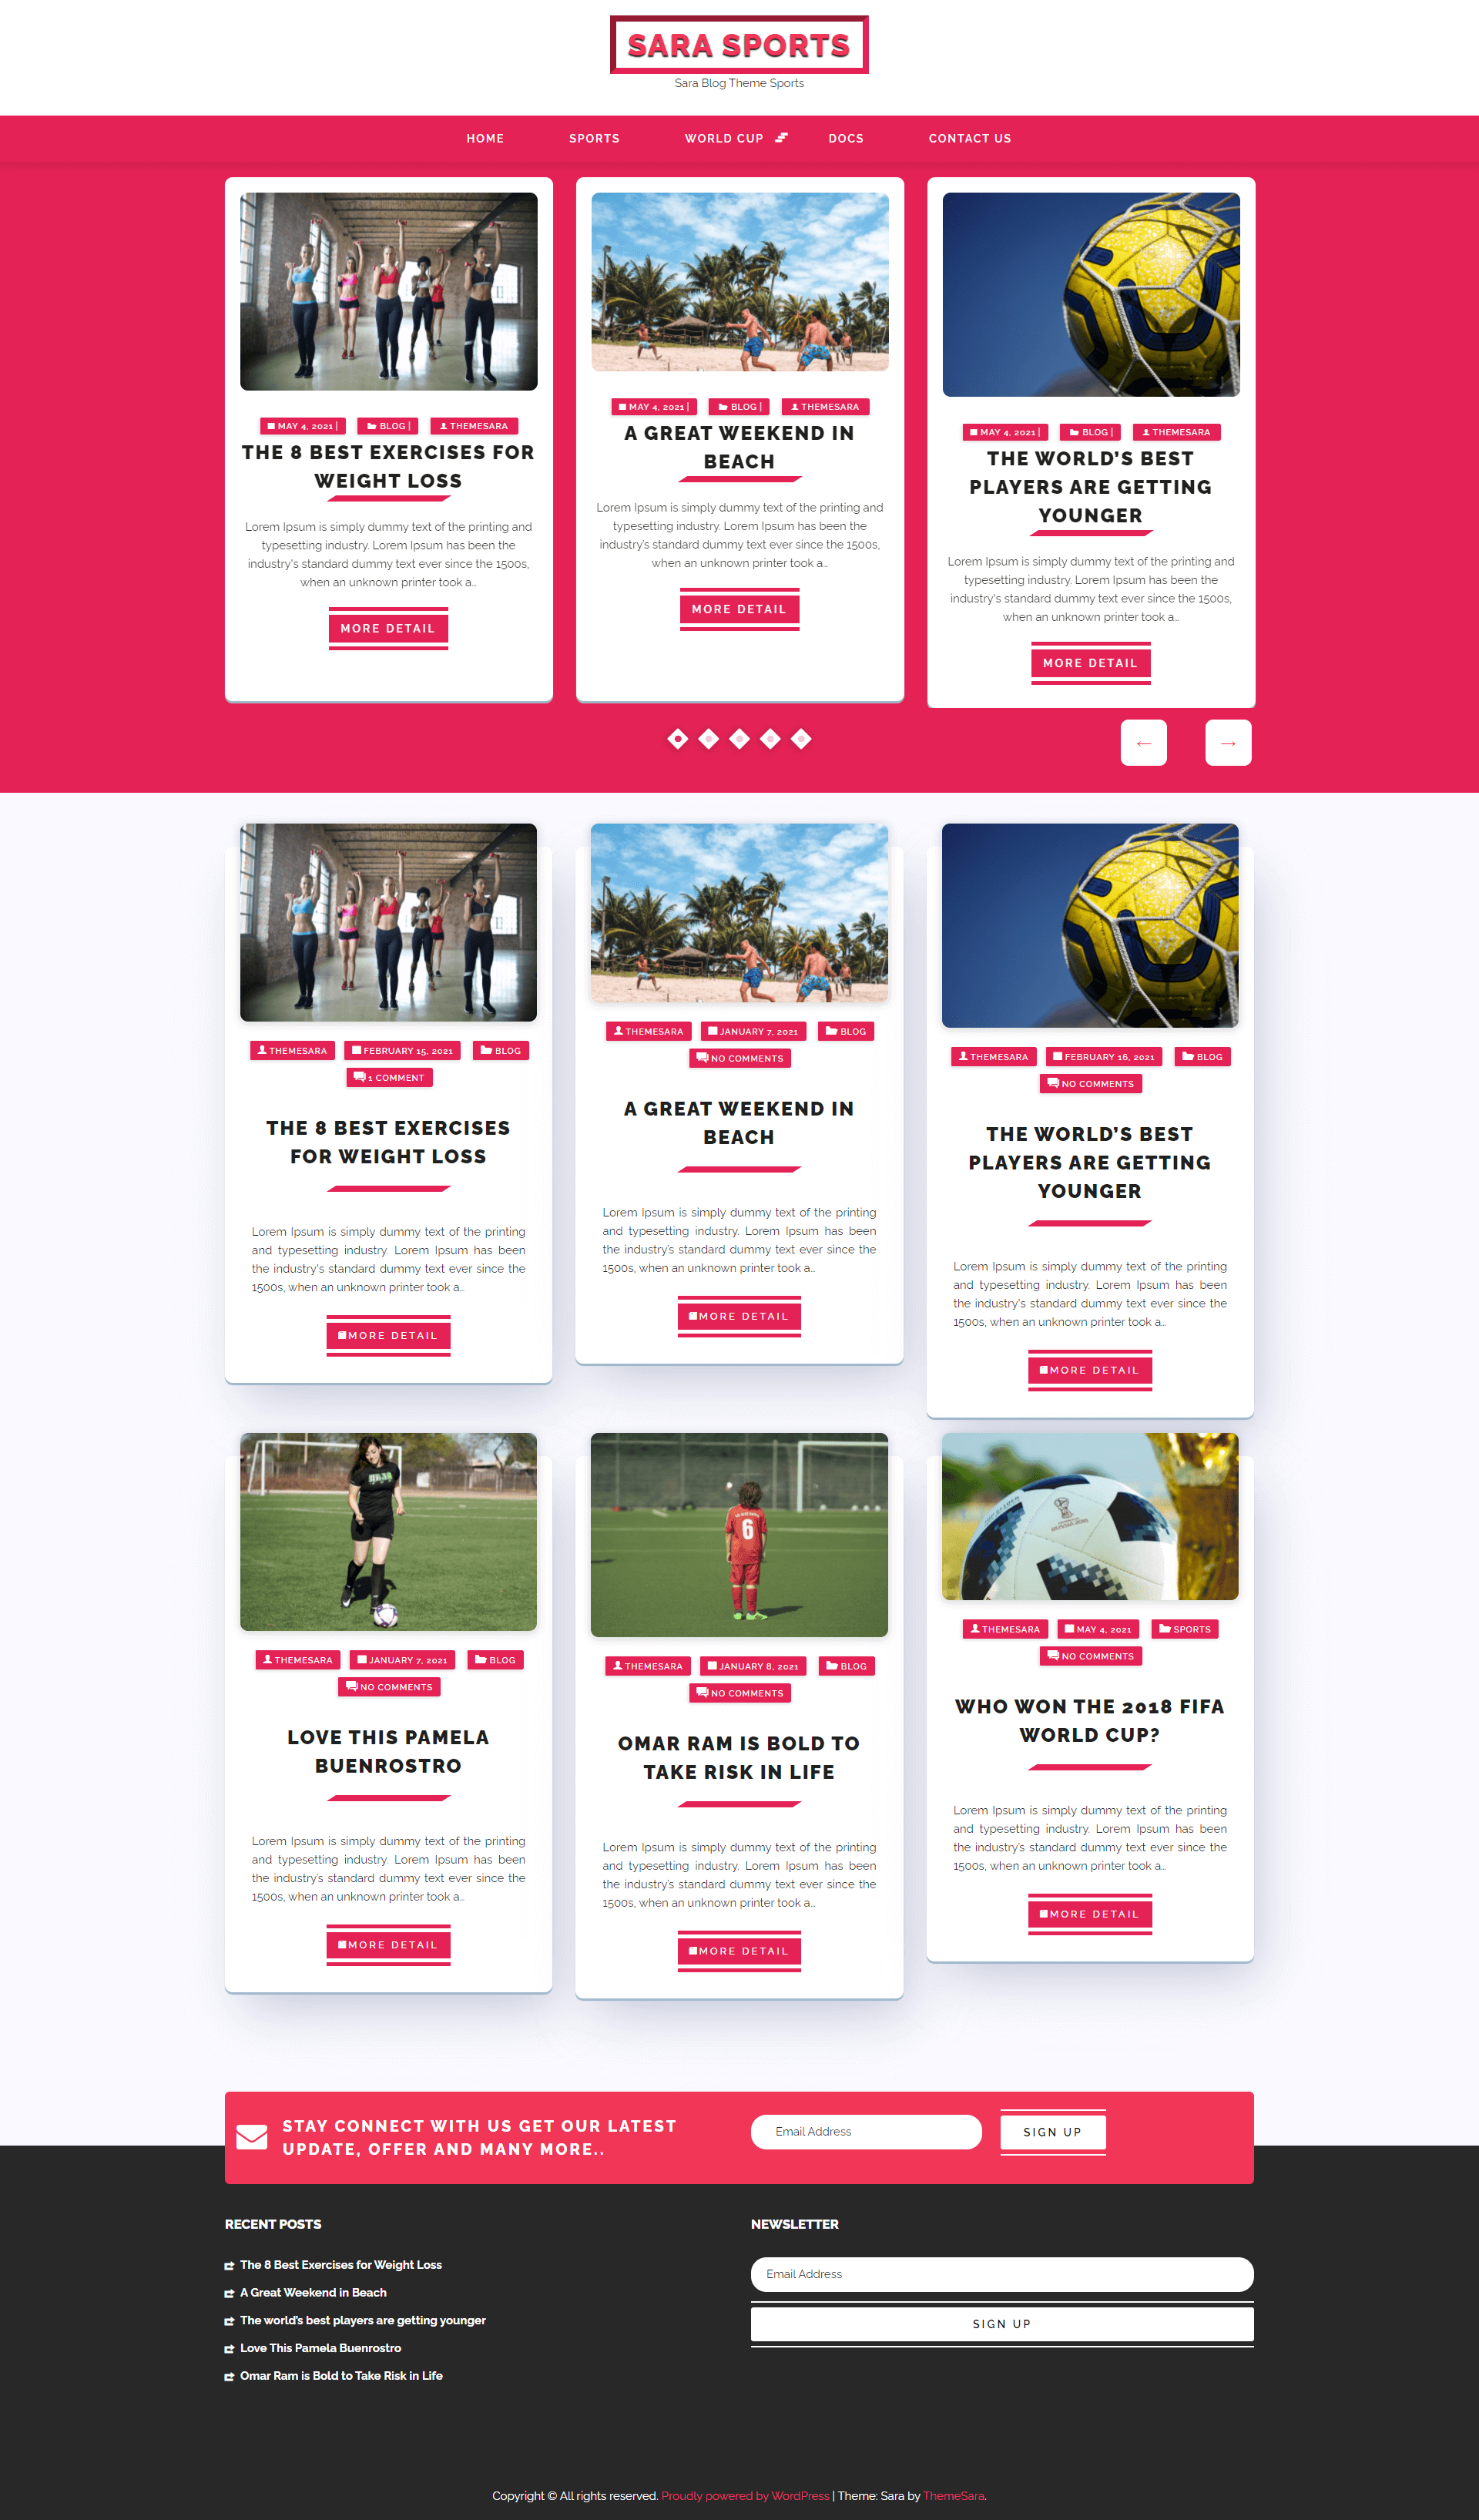 SARA SPORTS
Sara Blog Theme Sports
HOME SPORTS WORLD CUP DOCS CONTACT US
MAY 4, 2021 | BLOG | THEMESARA
THE 8 BEST EXERCISES FOR
WEIGHT LOSS
Lorem Ipsum is simply dummy text of the printing and
typesetting industry. Lorem Ipsum has been the
industry's standard dummy text ever since the 1500s,
when an unknown printer took a…
MORE DETAIL
MAY 4, 2021 | BLOG | THEMESARA
A GREAT WEEKEND IN
BEACH
Lorem Ipsum is simply dummy text of the printing and
typesetting industry. Lorem Ipsum has been the
industry's standard dummy text ever since the 1500s,
when an unknown printer took a…
MORE DETAIL
MAY 4, 2021 | BLOG | THEMESARA
THE WORLD'S BEST
PLAYERS ARE GETTING
YOUNGER
Lorem Ipsum is simply dummy text of the printing and
typesetting industry. Lorem Ipsum has been the
industry's standard dummy text ever since the 1500s,
when an unknown printer took a…
MORE DETAIL
← →
THEMESARA FEBRUARY 15, 2021 BLOG
1 COMMENT
THE 8 BEST EXERCISES
FOR WEIGHT LOSS
Lorem Ipsum is simply dummy text of the printing
and typesetting industry. Lorem Ipsum has been
the industry's standard dummy text ever since the
1500s, when an unknown printer took a…
MORE DETAIL
THEMESARA JANUARY 7, 2021 BLOG
NO COMMENTS
A GREAT WEEKEND IN
BEACH
Lorem Ipsum is simply dummy text of the printing
and typesetting industry. Lorem Ipsum has been
the industry's standard dummy text ever since the
1500s, when an unknown printer took a…
MORE DETAIL
THEMESARA FEBRUARY 16, 2021 BLOG
NO COMMENTS
THE WORLD'S BEST
PLAYERS ARE GETTING
YOUNGER
Lorem Ipsum is simply dummy text of the printing
and typesetting industry. Lorem Ipsum has been
the industry's standard dummy text ever since the
1500s, when an unknown printer took a…
MORE DETAIL
THEMESARA JANUARY 7, 2021 BLOG
NO COMMENTS
LOVE THIS PAMELA
BUENROSTRO
Lorem Ipsum is simply dummy text of the printing
and typesetting industry. Lorem Ipsum has been
the industry's standard dummy text ever since the
1500s, when an unknown printer took a…
MORE DETAIL
6
THEMESARA JANUARY 8, 2021 BLOG
NO COMMENTS
OMAR RAM IS BOLD TO
TAKE RISK IN LIFE
Lorem Ipsum is simply dummy text of the printing
and typesetting industry. Lorem Ipsum has been
the industry's standard dummy text ever since the
1500s, when an unknown printer took a…
MORE DETAIL
THEMESARA MAY 4, 2021 SPORTS
NO COMMENTS
WHO WON THE 2018 FIFA
WORLD CUP?
Lorem Ipsum is simply dummy text of the printing
and typesetting industry. Lorem Ipsum has been
the industry's standard dummy text ever since the
1500s, when an unknown printer took a…
MORE DETAIL
STAY CONNECT WITH US GET OUR LATEST
UPDATE, OFFER AND MANY MORE..
Email Address
SIGN UP
RECENT POSTS
The 8 Best Exercises for Weight Loss
A Great Weekend in Beach
The world's best players are getting younger
Love This Pamela Buenrostro
Omar Ram is Bold to Take Risk in Life
NEWSLETTER
Email Address
SIGN UP
Copyright © All rights reserved. Proudly powered by WordPress | Theme: Sara by ThemeSara.